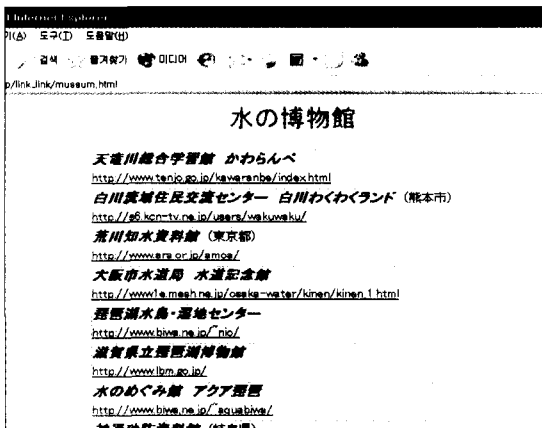 Internet Explorer
기(A) 도구(T) 도움말(H)
검색 즐겨찾기 미디어
p/link_link/museum.html
水の博物館
天竜川総合学習館 かわらんべ
http://www.tenjo.go.jp/kawaranbe/index.html
白川流域住民交流センター 白川わくわくランド (熊本市)
http://s6.kcn-tv.ne.jp/users/wakuwaku/
荒川知水資料館 (東京都)
http://www.ara.or.jp/amoa/
大阪市水道局 水道記念館
http://www1e.mesh.ne.jp/osaka-water/kinen/kinen_1.html
琵琶湖水鳥・湿地センター
http://www.biwa.ne.jp/~nio/
滋賀県立琵琶湖博物館
http://www.lbm.go.jp/
水のめぐみ館 アクア琵琶
http://www.biwa.ne.jp/~aquabiwa/